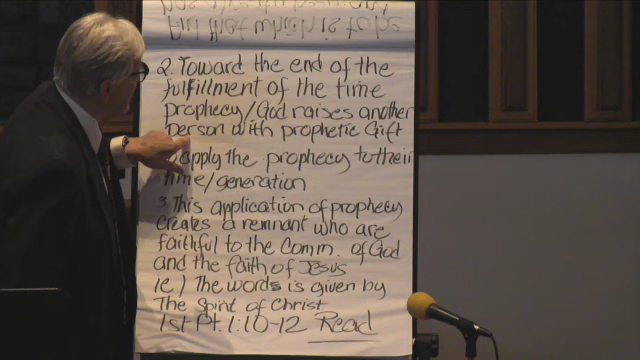 2. Toward the end of the
fulfillment of the time
prophecy/God raises another
person with prophetic Gift
apply the prophecy to their
time/generation
3. This application of prophecy
creates a remnant who are
faithful to the Comm. of God
and the faith of Jesus
ie.) The words is given by
The Spirit of Christ
1st Pt. 1:10-12 Read